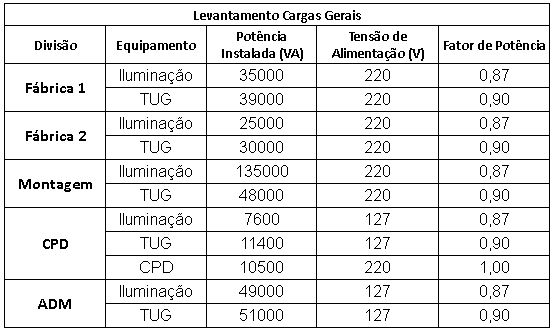 Levantamento Cargas Gerais
Divisão Equipamento Potência Instalada (VA) Tensão de Alimentação (V) Fator de Potência
Fábrica 1 Iluminação 35000 220 0,87
TUG 39000 220 0,90
Fábrica 2 Iluminação 25000 220 0,87
TUG 30000 220 0,90
Montagem Iluminação 135000 220 0,87
TUG 48000 220 0,90
CPD Iluminação 7600 127 0,87
TUG 11400 127 0,90
CPD 10500 220 1,00
ADM Iluminação 49000 127 0,87
TUG 51000 127 0,90